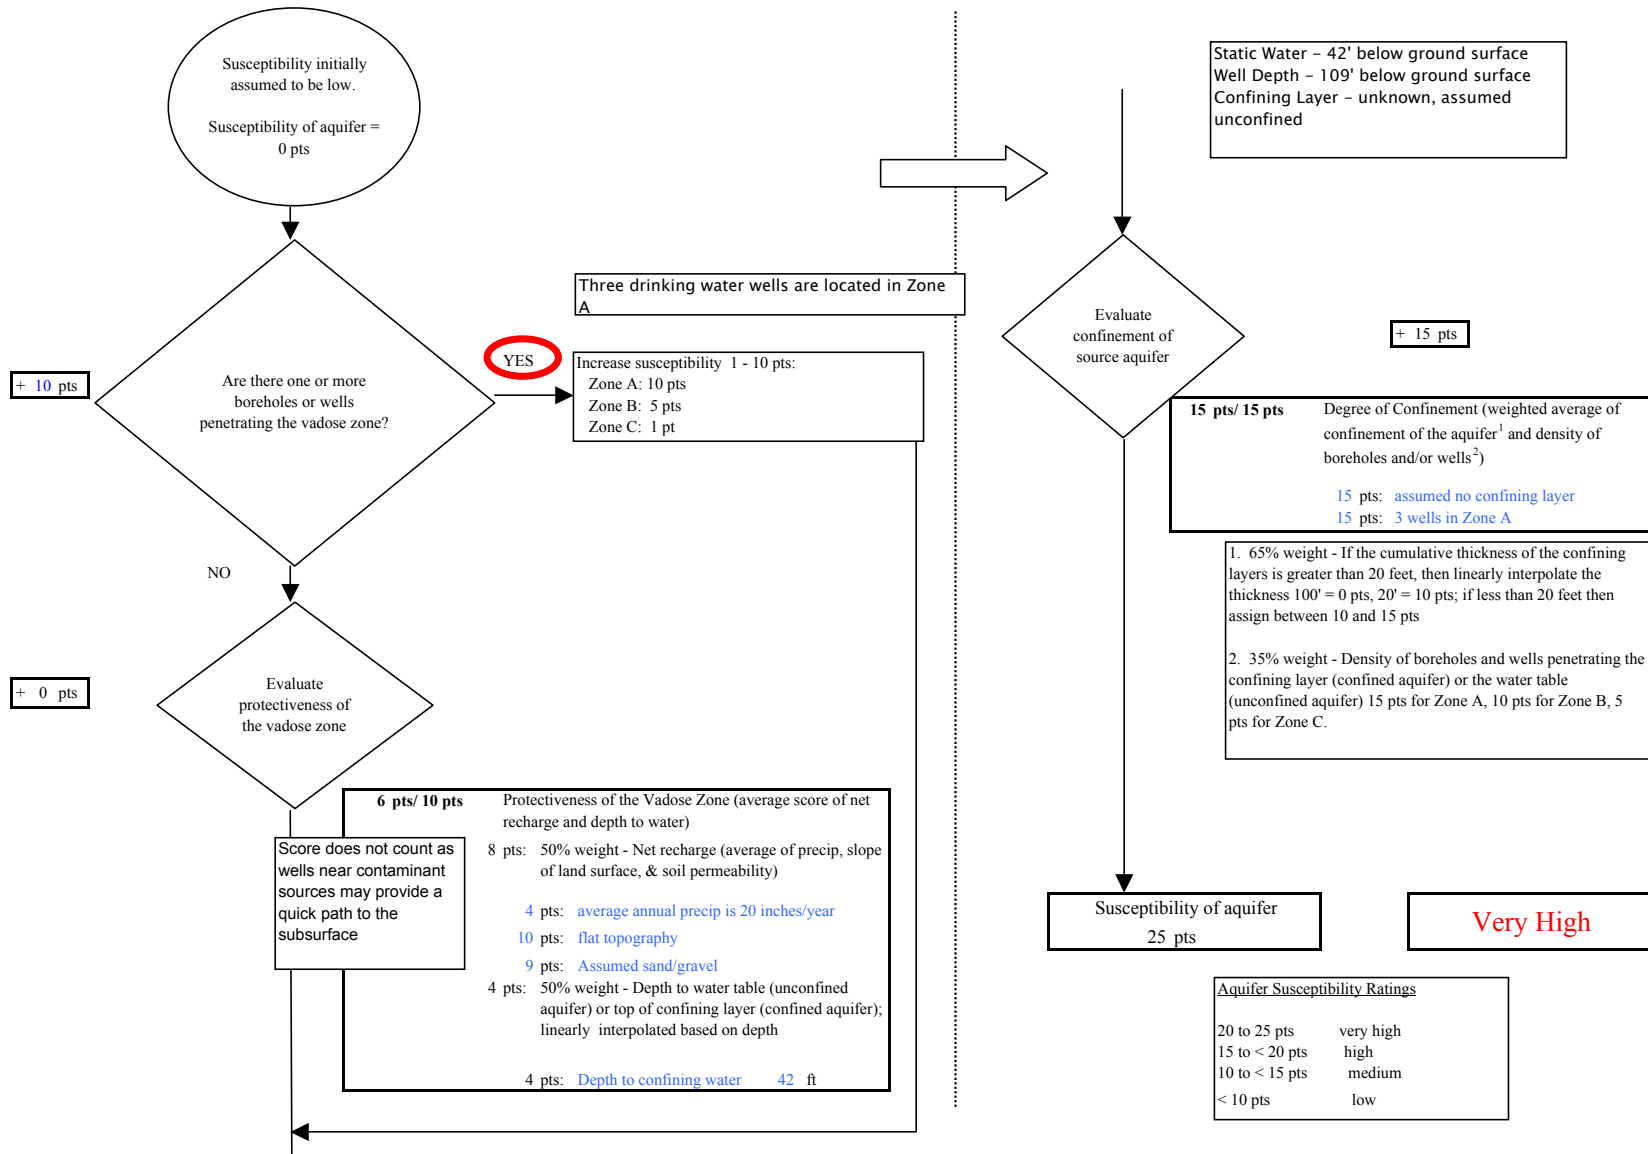 Susceptibility initially
assumed to be low.
Susceptibility of aquifer =
0 pts
Are there one or more
boreholes or wells
penetrating the vadose zone?
+ 10 pts
YES
Three drinking water wells are located in Zone
A
Increase susceptibility 1 - 10 pts:
Zone A: 10 pts
Zone B: 5 pts
Zone C: 1 pt
NO
Evaluate
protectiveness of
the vadose zone
+ 0 pts
6 pts/ 10 pts Protectiveness of the Vadose Zone (average score of net
recharge and depth to water)
8 pts: 50% weight - Net recharge (average of precip, slope
of land surface, & soil permeability)
4 pts: average annual precip is 20 inches/year
10 pts: flat topography
9 pts: Assumed sand/gravel
4 pts: 50% weight - Depth to water table (unconfined
aquifer) or top of confining layer (confined aquifer);
linearly interpolated based on depth
4 pts: Depth to confining water 42 ft
Score does not count as
wells near contaminant
sources may provide a
quick path to the
subsurface
Static Water – 42' below ground surface
Well Depth – 109' below ground surface
Confining Layer – unknown, assumed
unconfined
Evaluate
confinement of
source aquifer
+ 15 pts
15 pts/ 15 pts Degree of Confinement (weighted average of
confinement of the aquifer1 and density of
boreholes and/or wells2)
15 pts: assumed no confining layer
15 pts: 3 wells in Zone A
1. 65% weight - If the cumulative thickness of the confining
layers is greater than 20 feet, then linearly interpolate the
thickness 100' = 0 pts, 20' = 10 pts; if less than 20 feet then
assign between 10 and 15 pts
2. 35% weight - Density of boreholes and wells penetrating the
confining layer (confined aquifer) or the water table
(unconfined aquifer) 15 pts for Zone A, 10 pts for Zone B, 5
pts for Zone C.
Susceptibility of aquifer
25 pts
Very High
Aquifer Susceptibility Ratings
20 to 25 pts very high
15 to < 20 pts high
10 to < 15 pts medium
< 10 pts low